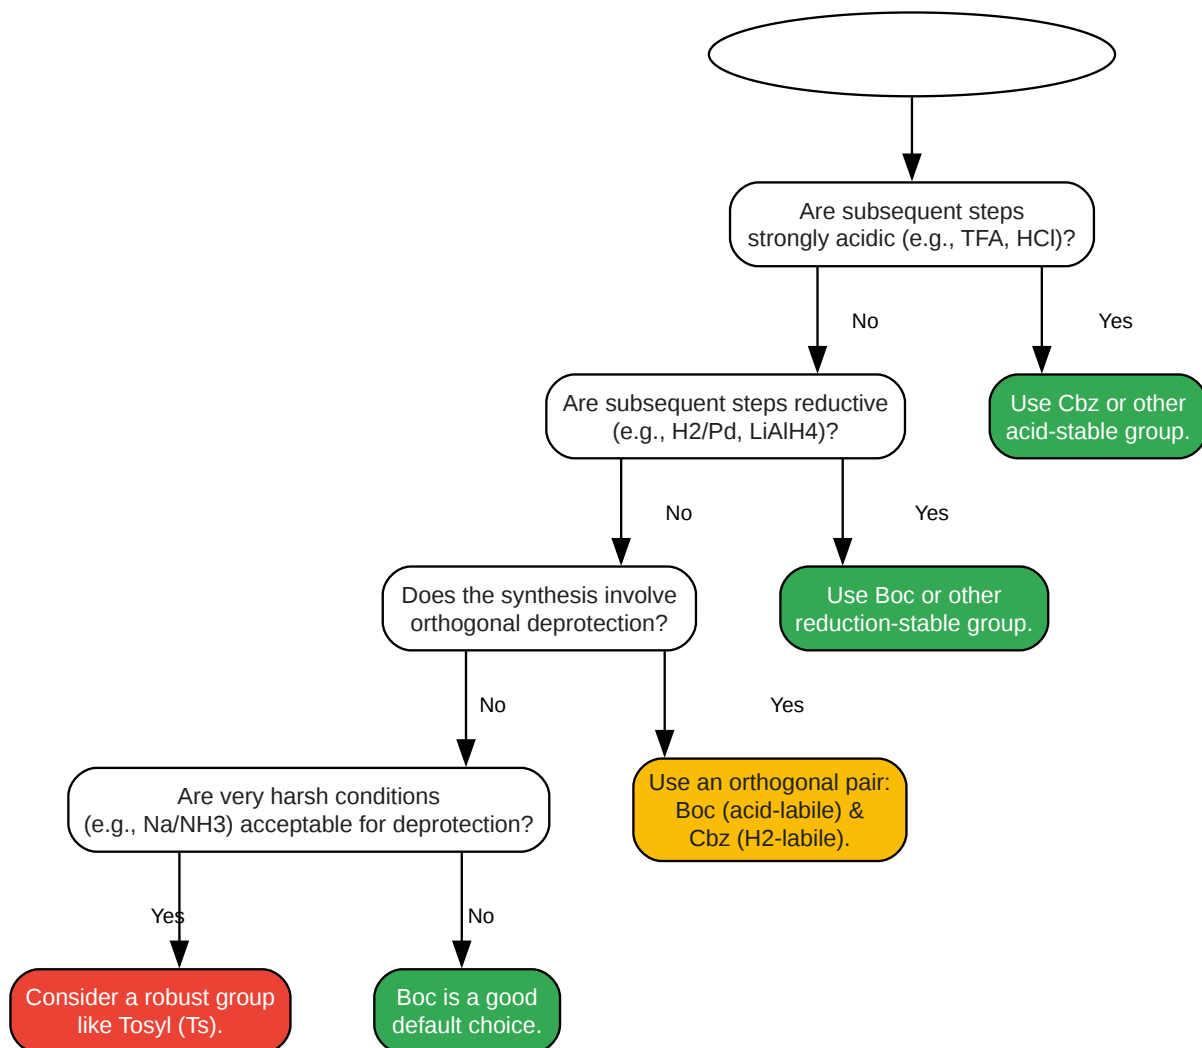 Are subsequent steps
strongly acidic (e.g., TFA, HCl)?
No
Yes
Are subsequent steps reductive
(e.g., H2/Pd, LiAlH4)?
Use Cbz or other
acid-stable group.
No
Yes
Does the synthesis involve
orthogonal deprotection?
Use Boc or other
reduction-stable group.
No
Yes
Are very harsh conditions
(e.g., Na/NH3) acceptable for deprotection?
Use an orthogonal pair:
Boc (acid-labile) &
Cbz (H2-labile).
Yes
No
Consider a robust group
like Tosyl (Ts).
Boc is a good
default choice.